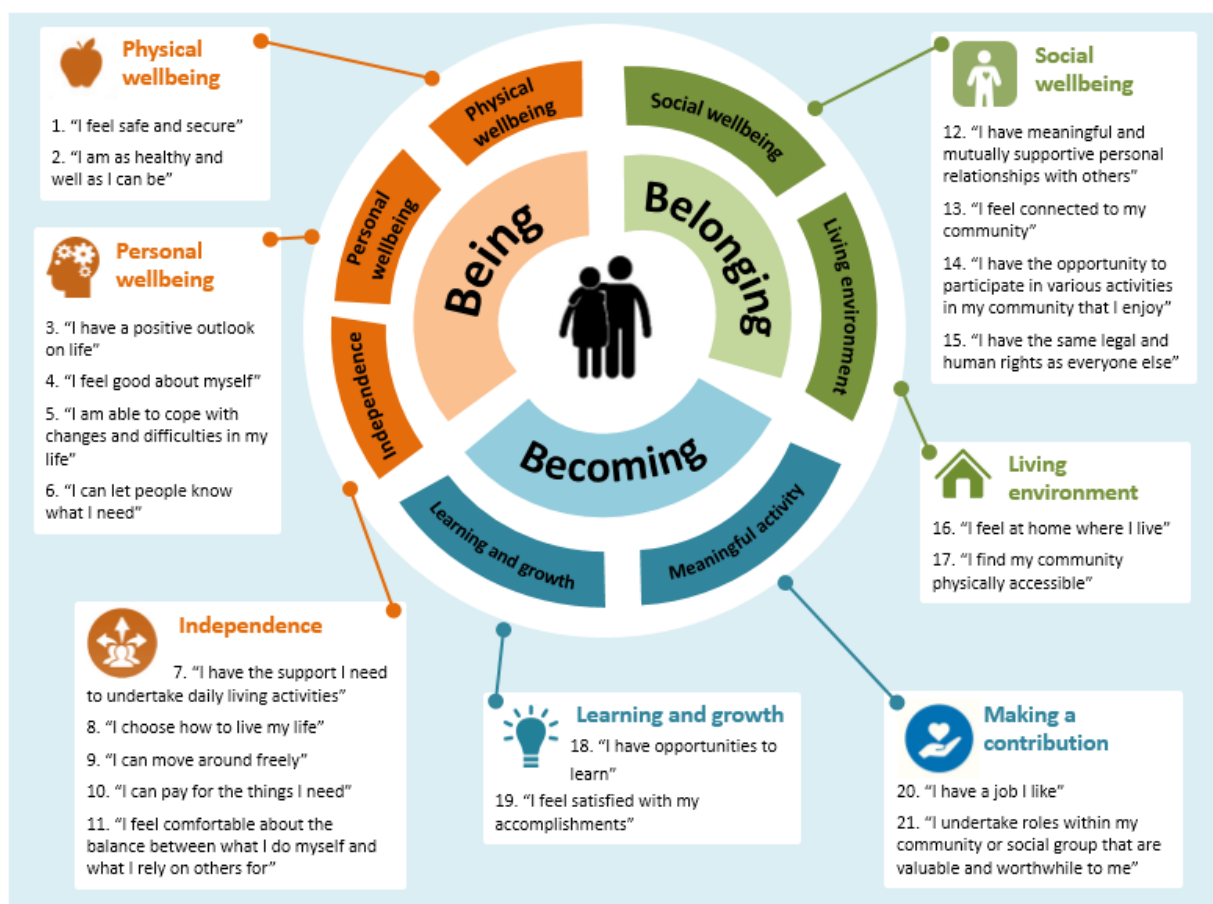 Physical
wellbeing
1. “I feel safe and secure”
2. “I am as healthy and
well as I can be”
Personal
wellbeing
3. “I have a positive outlook
on life”
4. “I feel good about myself”
5. “I am able to cope with
changes and difficulties in my
life”
6. “I can let people know
what I need”
Independence
7. “I have the support I need
to undertake daily living activities”
8. “I choose how to live my life”
9. “I can move around freely”
10. “I can pay for the things I need”
11. “I feel comfortable about the
balance between what I do myself and
what I rely on others for”
Being
Physical
wellbeing
Personal
wellbeing
Independence
Belonging
Social wellbeing
Living environment
Becoming
Learning and growth
Meaningful activity
Social
wellbeing
12. “I have meaningful and
mutually supportive personal
relationships with others”
13. “I feel connected to my
community”
14. “I have the opportunity to
participate in various activities
in my community that I enjoy”
15. “I have the same legal and
human rights as everyone else”
Living
environment
16. “I feel at home where I live”
17. “I find my community
physically accessible”
Learning and growth
18. “I have opportunities to
learn”
19. “I feel satisfied with my
accomplishments”
Making a
contribution
20. “I have a job I like”
21. “I undertake roles within my
community or social group that are
valuable and worthwhile to me”